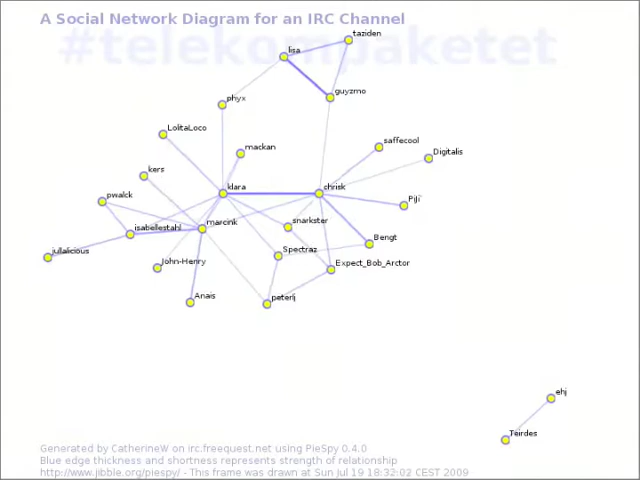 A Social Network Diagram for an IRC Channel
#telekompaketet
taziden
lisa
guyzmo
phyx
LolitaLoco
mackan
saffecool
Digitalis
kers
klara
chrisk
pwalck
Piji
snarkster
marcink
isabellestahl
Bengt
jullalicious
Spectraz
John-Henry
Expect_Bob_Arctor
Anais
peterlj
ehj
Teirdes
Generated by CatherineW on irc.freequest.net using PieSpy 0.4.0
Blue edge thickness and shortness represents strength of relationship
http://www.jibble.org/piespy/ - This frame was drawn at Sun Jul 19 18:32:02 CEST 2009